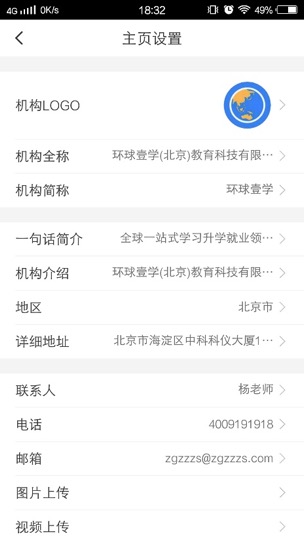 4G 0K/s 18:32 49%
主页设置
机构LOGO
机构全称 环球壹学(北京)教育科技有限…
机构简称 环球壹学
一句话简介 全球一站式学习升学就业领…
机构介绍 环球壹学(北京)教育科技有限…
地区 北京市
详细地址 北京市海淀区中科科仪大厦1…
联系人 杨老师
电话 4009191918
邮箱 zgzzzs@zgzzzs.com
图片上传
视频上传